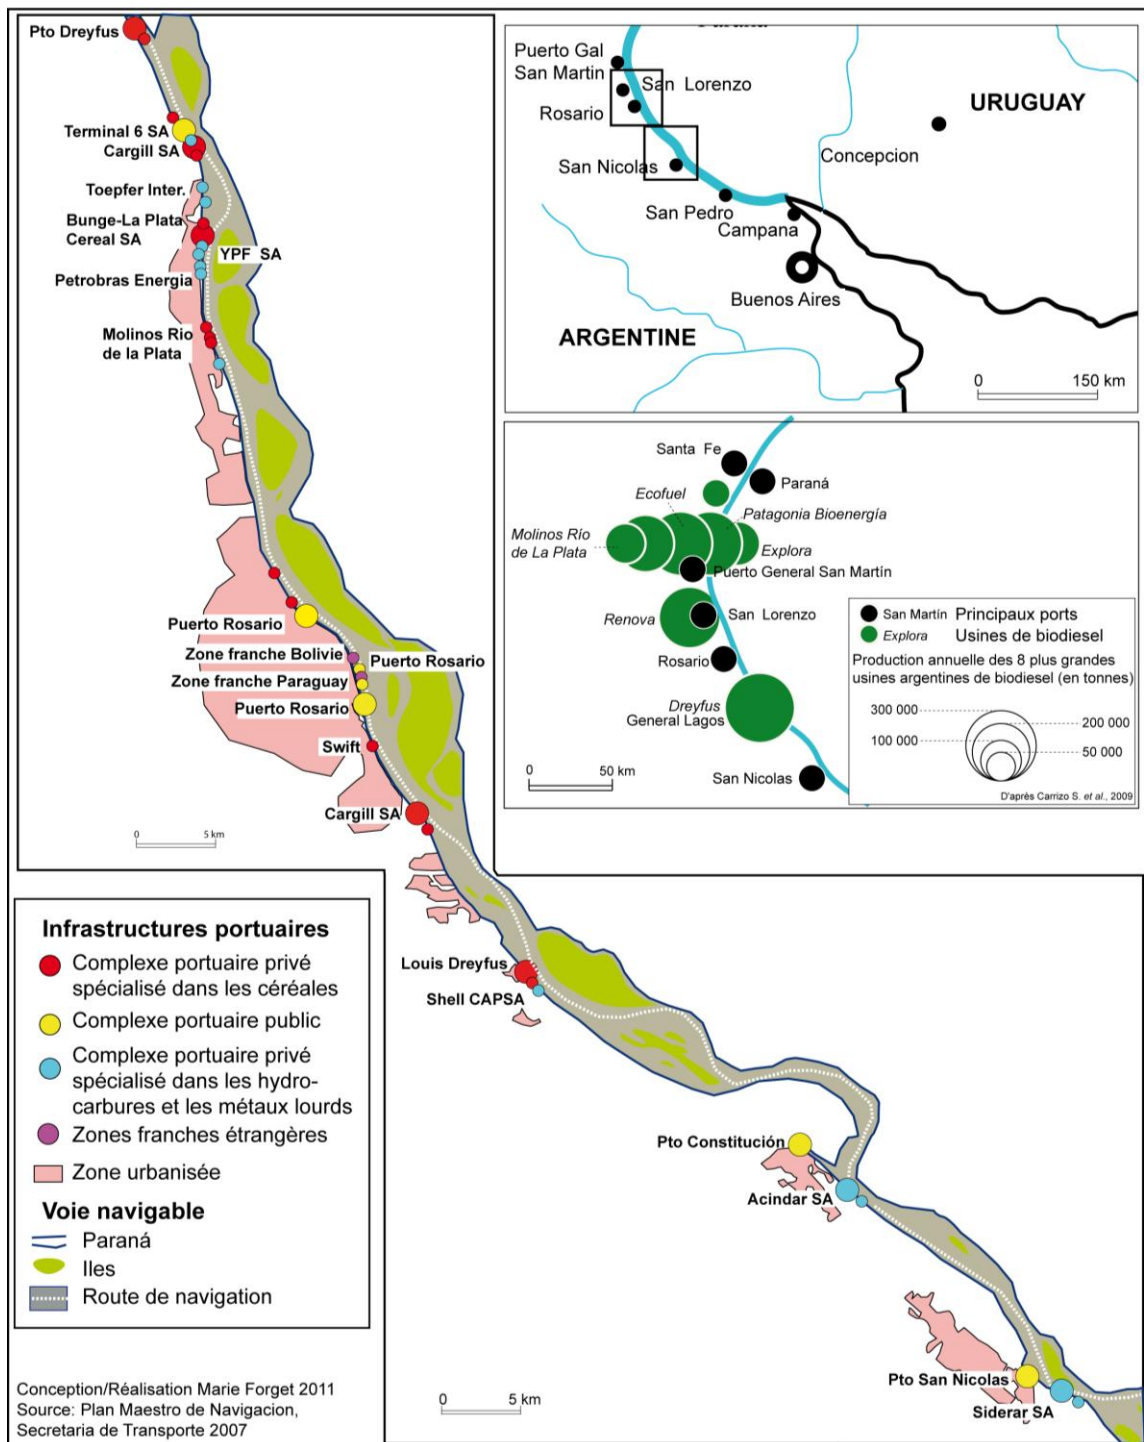 Pto Dreyfus
Terminal 6 SA
Cargill SA
Toepfer Inter.
Bunge-La Plata
Cereal SA
YPF SA
Petrobras Energia
Molinos Rio
de la Plata
Puerto Rosario
Zone franche Bolivie
Puerto Rosario
Zone franche Paraguay
Puerto Rosario
Swift
Cargill SA
0
5 km
Louis Dreyfus
Shell CAPSA
Pto Constitución
Acindar SA
Pto San Nicolas
Siderar SA
0
5 km
Puerto Gal
San Martin
San Lorenzo
Rosario
San Nicolas
San Pedro
Campana
Buenos Aires
Concepcion
URUGUAY
ARGENTINE
0
150 km
Santa Fe
Paraná
Ecofuel
Patagonia Bioenergía
Molinos Río
de La Plata
Explora
Puerto General San Martín
Renova
San Lorenzo
Rosario
Dreyfus
General Lagos
San Nicolas
0
50 km
San Martín Principaux ports
Explora Usines de biodiesel
Production annuelle des 8 plus grandes
usines argentines de biodiesel (en tonnes)
300 000
200 000
100 000
50 000
D'après Carrizo S. et al., 2009
Infrastructures portuaires
Complexe portuaire privé
spécialisé dans les céréales
Complexe portuaire public
Complexe portuaire privé
spécialisé dans les hydro-
carbures et les métaux lourds
Zones franches étrangères
Zone urbanisée
Voie navigable
Paraná
Iles
Route de navigation
Conception/Réalisation Marie Forget 2011
Source: Plan Maestro de Navigacion,
Secretaria de Transporte 2007